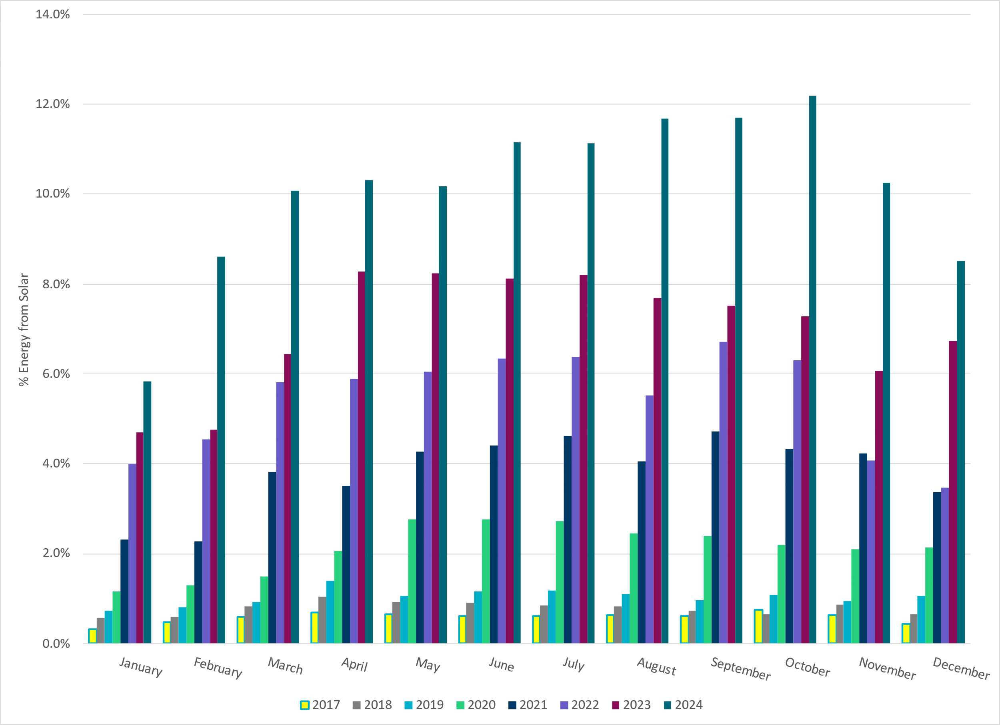 14.0%
12.0%
10.0%
8.0%
6.0%
4.0%
2.0%
0.0%
% Energy from Solar
January February March April May June July August September October November December
2017 2018 2019 2020 2021 2022 2023 2024